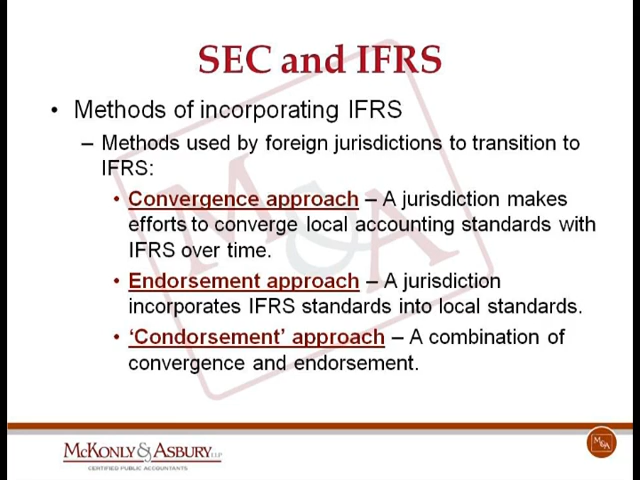 SEC and IFRS
• Methods of incorporating IFRS
– Methods used by foreign jurisdictions to transition to
IFRS:
• Convergence approach – A jurisdiction makes
efforts to converge local accounting standards with
IFRS over time.
• Endorsement approach – A jurisdiction
incorporates IFRS standards into local standards.
• ‘Condorsement’ approach – A combination of
convergence and endorsement.
M&A
McKonly & Asbury LLP
CERTIFIED PUBLIC ACCOUNTANTS
M&A